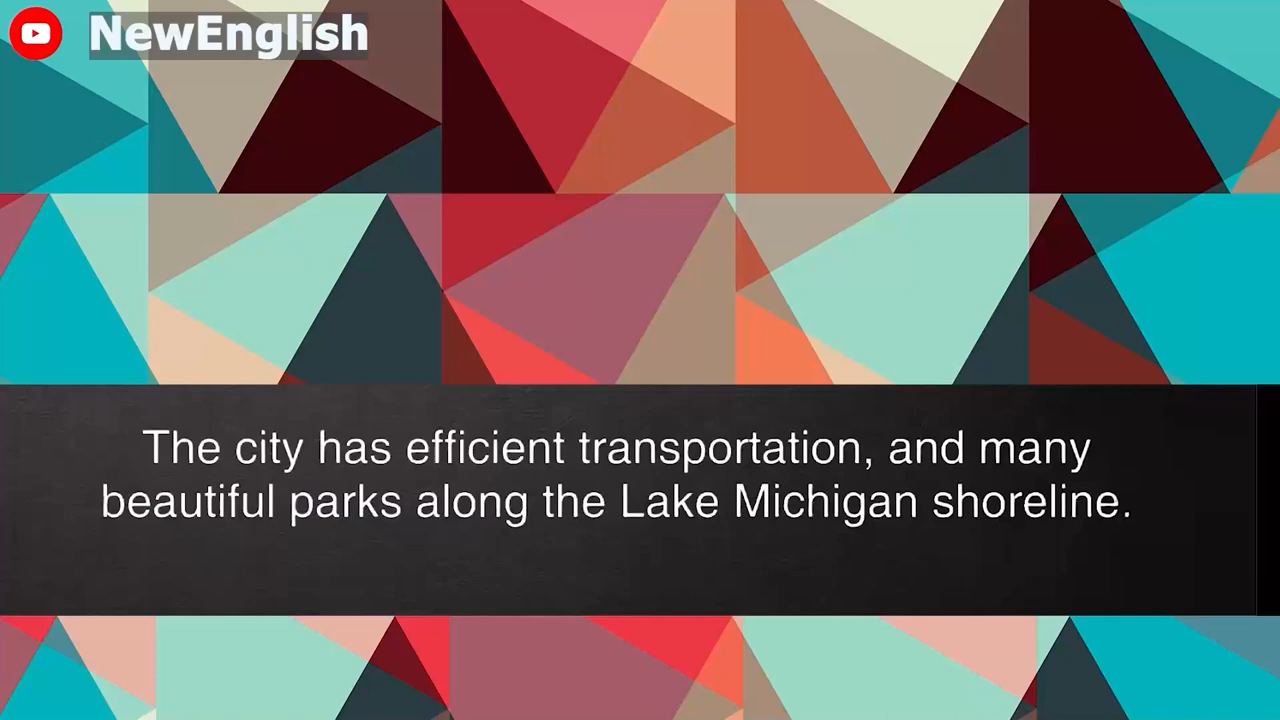 NewEnglish
The city has efficient transportation, and many
beautiful parks along the Lake Michigan shoreline.